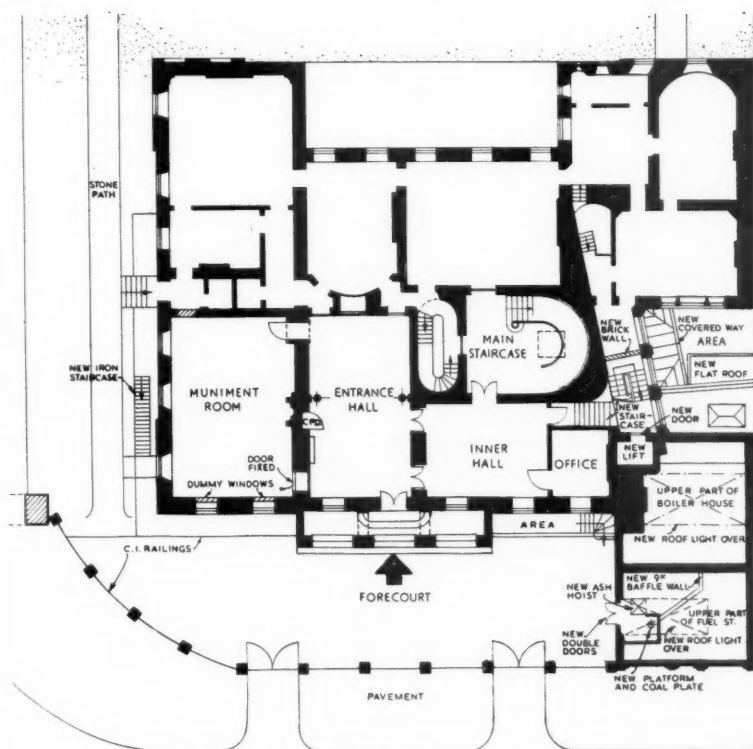 STONE
PATH
MAIN
STAIRCASE
NEW
BRICK
WALL
NEW
COVERED WAY
AREA
NEW
FLAT ROOF
NEW IRON
STAIRCASE
MUNIMENT
ROOM
ENTRANCE
HALL
CPD
INNER
HALL
OFFICE
NEW
STAIR-
CASE
NEW
DOOR
NEW
LIFT
DOOR
FIXED
DUMMY WINDOWS
UPPER PART OF
BOILER HOUSE
NEW ROOF LIGHT OVER
AREA
C.I. RAILINGS
FORECOURT
NEW 9"
BAFFLE WALL
NEW ASH
HOIST
UPPER PART
OF FUEL ST.
NEW ROOF LIGHT
OVER
NEW
DOUBLE
DOORS
NEW PLATFORM
AND COAL PLATE
PAVEMENT